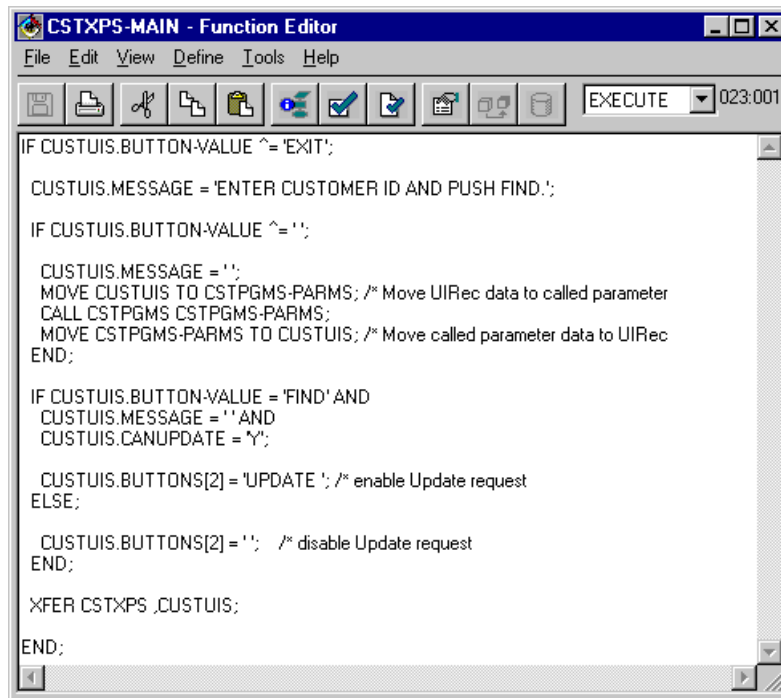 CSTXPS-MAIN - Function Editor
File Edit View Define Tools Help
EXECUTE 023:001
IF CUSTUIS.BUTTON-VALUE ^= 'EXIT';
CUSTUIS.MESSAGE = 'ENTER CUSTOMER ID AND PUSH FIND.';
IF CUSTUIS.BUTTON-VALUE ^= ' ';
CUSTUIS.MESSAGE = ' ';
MOVE CUSTUIS TO CSTPGMS-PARMS; /* Move UIRec data to called parameter
CALL CSTPGMS CSTPGMS-PARMS;
MOVE CSTPGMS-PARMS TO CUSTUIS; /* Move called parameter data to UIRec
END;
IF CUSTUIS.BUTTON-VALUE = 'FIND' AND
CUSTUIS.MESSAGE = ' ' AND
CUSTUIS.CANUPDATE = 'Y';
CUSTUIS.BUTTONS[2] = 'UPDATE '; /* enable Update request
ELSE;
CUSTUIS.BUTTONS[2] = ' '; /* disable Update request
END;
XFER CSTXPS ,CUSTUIS;
END;